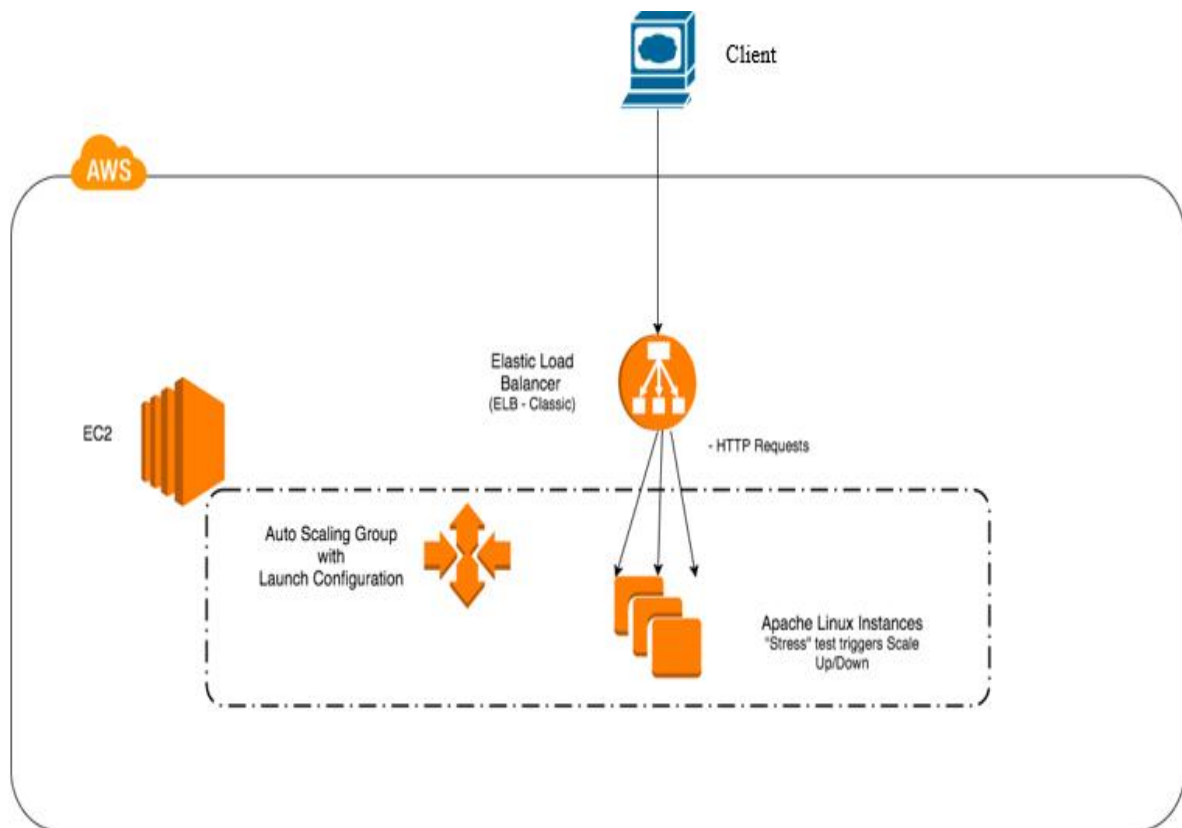 Client
AWS
Elastic Load
Balancer
(ELB - Classic)
EC2
- HTTP Requests
Auto Scaling Group
with
Launch Configuration
Apache Linux Instances
"Stress" test triggers Scale
Up/Down